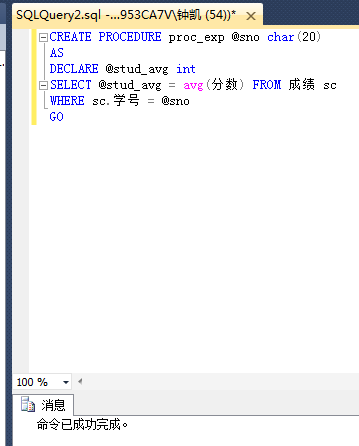 SQLQuery2.sql -...953CA7V\钟凯 (54))*
CREATE PROCEDURE proc_exp @sno char(20)
AS
DECLARE @stud_avg int
SELECT @stud_avg = avg(分数) FROM 成绩 sc
WHERE sc.学号 = @sno
GO
100 %
消息
命令已成功完成。